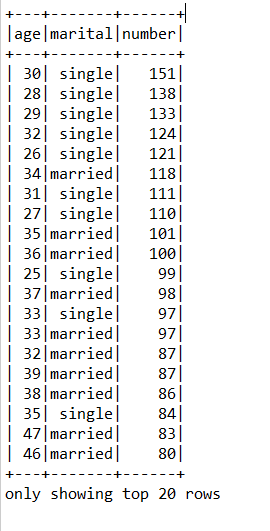 +---+-------+------+
|age|marital|number|
+---+-------+------+
| 30| single|   151|
| 28| single|   138|
| 29| single|   133|
| 32| single|   124|
| 26| single|   121|
| 34|married|   118|
| 31| single|   111|
| 27| single|   110|
| 35|married|   101|
| 36|married|   100|
| 25| single|    99|
| 37|married|    98|
| 33| single|    97|
| 33|married|    97|
| 32|married|    87|
| 39|married|    87|
| 38|married|    86|
| 35| single|    84|
| 47|married|    83|
| 46|married|    80|
+---+-------+------+
only showing top 20 rows